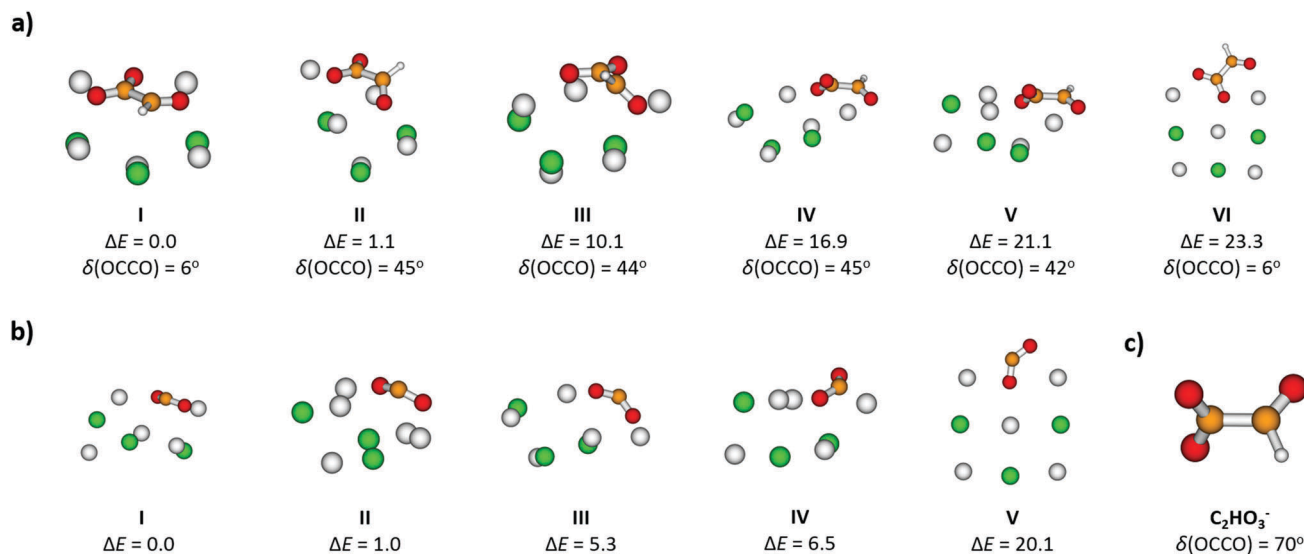 a)
I II III IV V VI
ΔE = 0.0 ΔE = 1.1 ΔE = 10.1 ΔE = 16.9 ΔE = 21.1 ΔE = 23.3
δ(OCCO) = 6° δ(OCCO) = 45° δ(OCCO) = 44° δ(OCCO) = 45° δ(OCCO) = 42° δ(OCCO) = 6°
b) c)
I II III IV V C₂HO₃⁻
ΔE = 0.0 ΔE = 1.0 ΔE = 5.3 ΔE = 6.5 ΔE = 20.1 δ(OCCO) = 70°